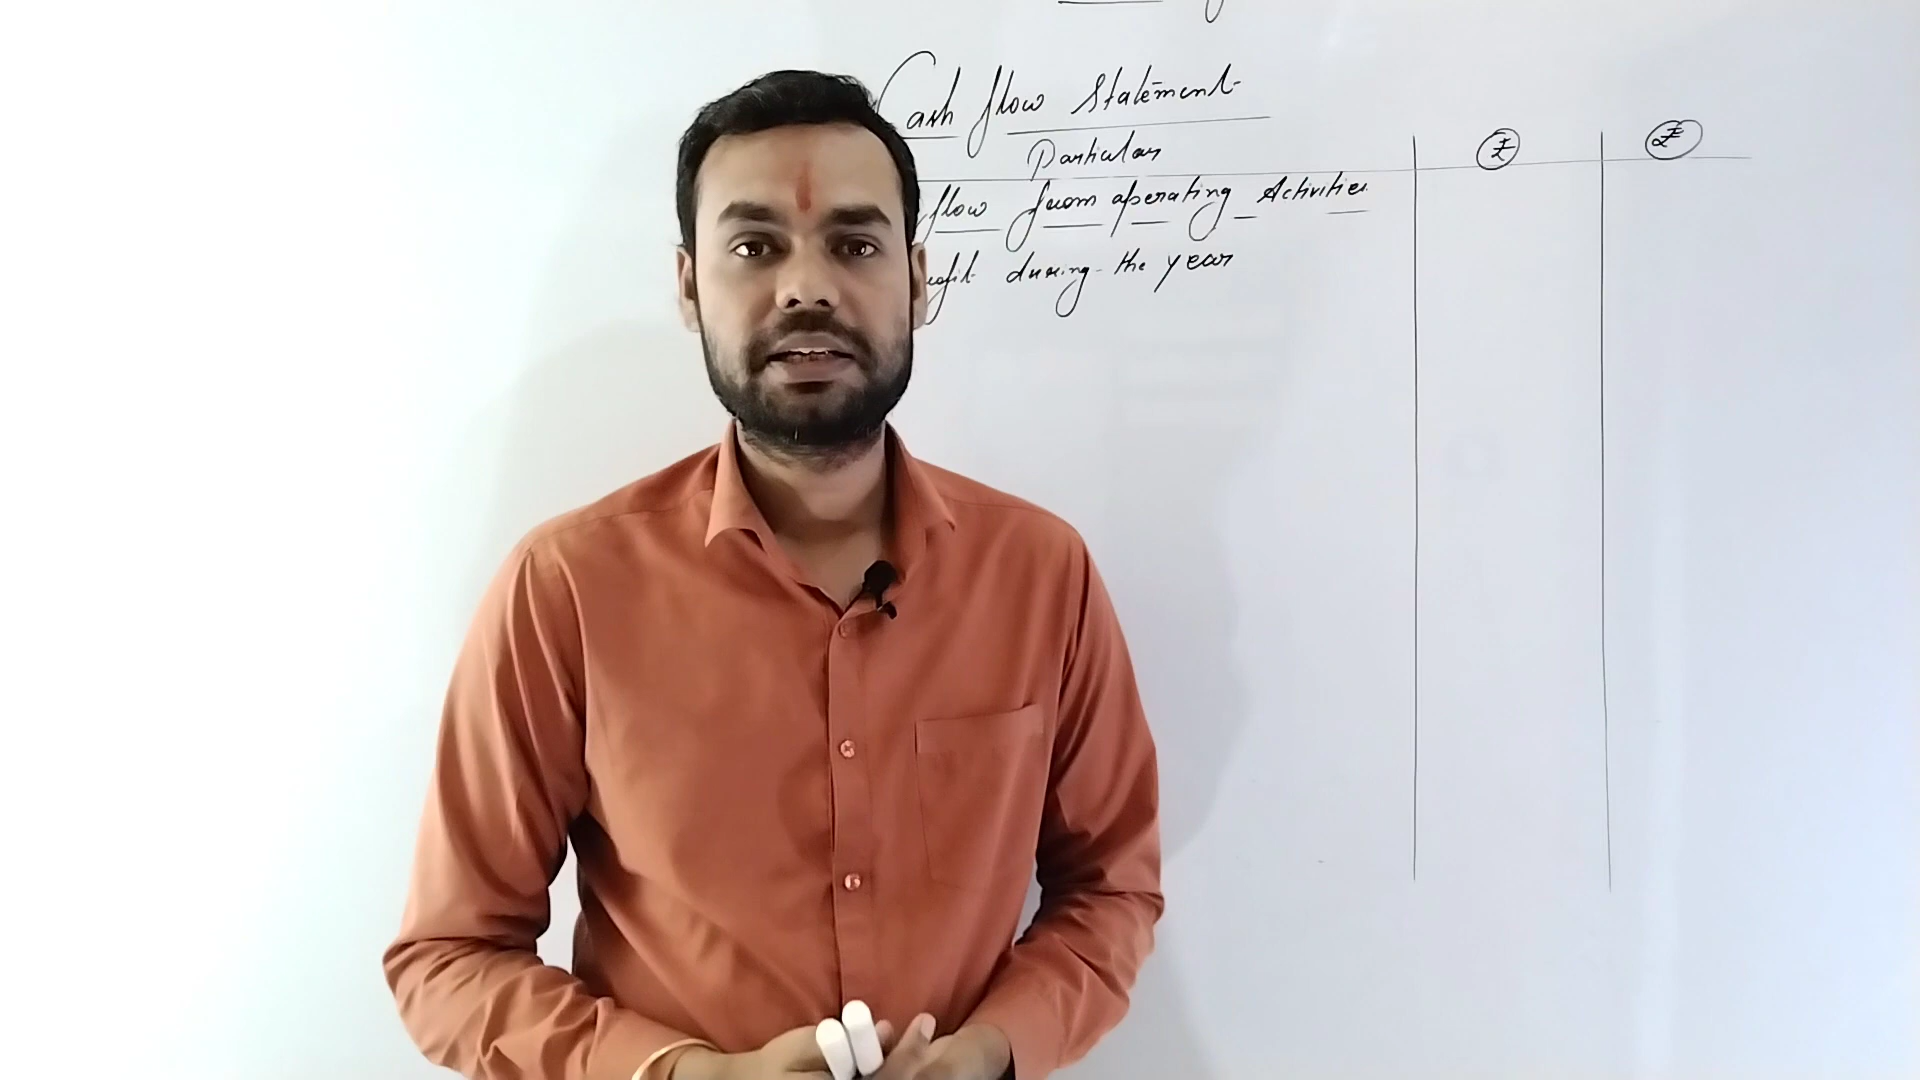 Cash flow Statement
Particulars ₹ ₹
flow from operating Activities
during the year